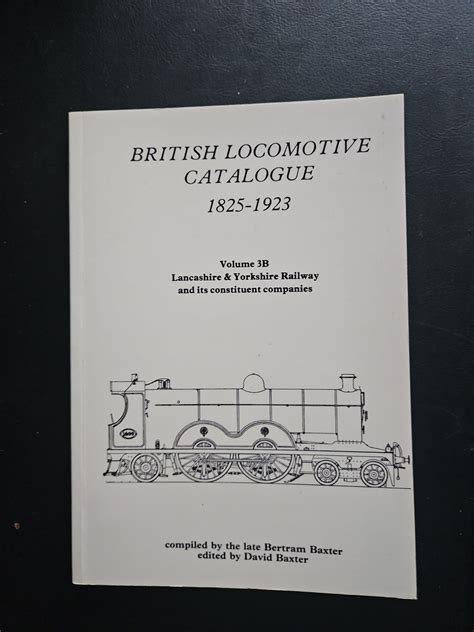 BRITISH LOCOMOTIVE
CATALOGUE
1825-1923
Volume 3B
Lancashire & Yorkshire Railway
and its constituent companies
compiled by the late Bertram Baxter
edited by David Baxter